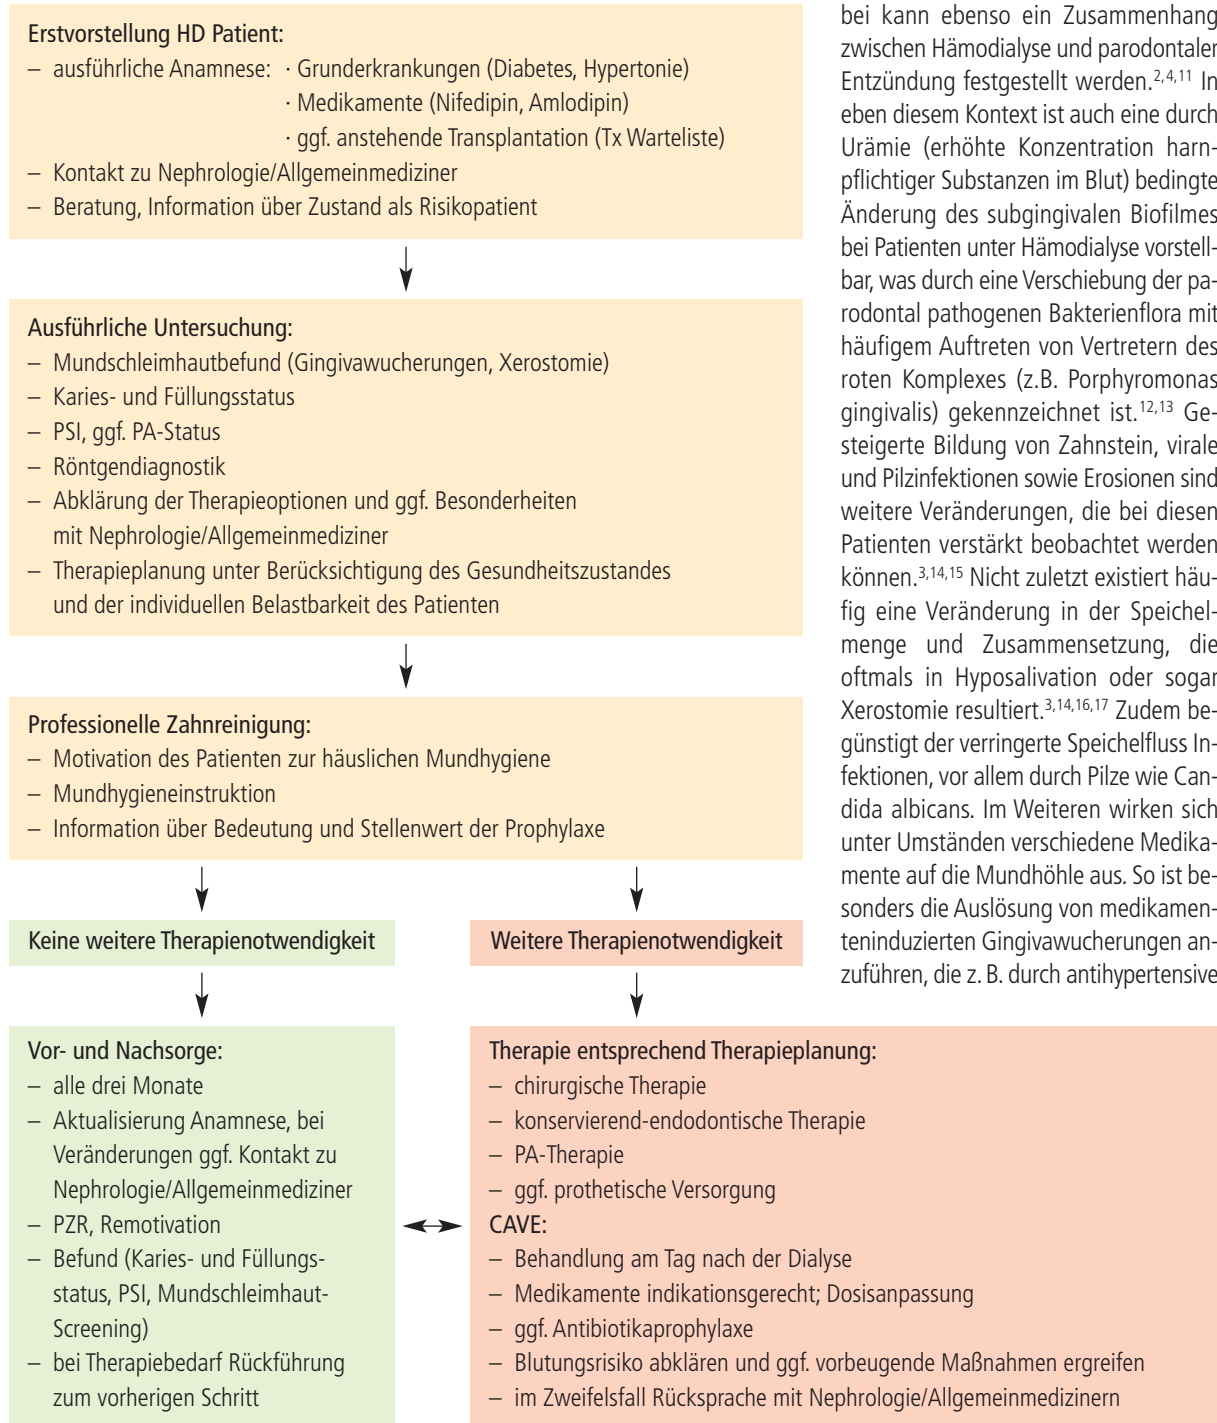 Erstvorstellung HD Patient:
– ausführliche Anamnese: · Grunderkrankungen (Diabetes, Hypertonie)
· Medikamente (Nifedipin, Amlodipin)
· ggf. anstehende Transplantation (Tx Warteliste)
– Kontakt zu Nephrologie/Allgemeinmediziner
– Beratung, Information über Zustand als Risikopatient
Ausführliche Untersuchung:
– Mundschleimhautbefund (Gingivawucherungen, Xerostomie)
– Karies- und Füllungsstatus
– PSI, ggf. PA-Status
– Röntgendiagnostik
– Abklärung der Therapieoptionen und ggf. Besonderheiten
mit Nephrologie/Allgemeinmediziner
– Therapieplanung unter Berücksichtigung des Gesundheitszustandes
und der individuellen Belastbarkeit des Patienten
Professionelle Zahnreinigung:
– Motivation des Patienten zur häuslichen Mundhygiene
– Mundhygieneinstruktion
– Information über Bedeutung und Stellenwert der Prophylaxe
Keine weitere Therapienotwendigkeit
Weitere Therapienotwendigkeit
Vor- und Nachsorge:
– alle drei Monate
– Aktualisierung Anamnese, bei
Veränderungen ggf. Kontakt zu
Nephrologie/Allgemeinmediziner
– PZR, Remotivation
– Befund (Karies- und Füllungs-
status, PSI, Mundschleimhaut-
Screening)
– bei Therapiebedarf Rückführung
zum vorherigen Schritt
Therapie entsprechend Therapieplanung:
– chirurgische Therapie
– konservierend-endodontische Therapie
– PA-Therapie
– ggf. prothetische Versorgung
CAVE:
– Behandlung am Tag nach der Dialyse
– Medikamente indikationsgerecht; Dosisanpassung
– ggf. Antibiotikaprophylaxe
– Blutungsrisiko abklären und ggf. vorbeugende Maßnahmen ergreifen
– im Zweifelsfall Rücksprache mit Nephrologie/Allgemeinmedizinern
bei kann ebenso ein Zusammenhang
zwischen Hämodialyse und parodontaler
Entzündung festgestellt werden.2,4,11 In
eben diesem Kontext ist auch eine durch
Urämie (erhöhte Konzentration harn-
pflichtiger Substanzen im Blut) bedingte
Änderung des subgingivalen Biofilmes
bei Patienten unter Hämodialyse vorstell-
bar, was durch eine Verschiebung der pa-
rodontal pathogenen Bakterienflora mit
häufigem Auftreten von Vertretern des
roten Komplexes (z.B. Porphyromonas
gingivalis) gekennzeichnet ist.12,13 Ge-
steigerte Bildung von Zahnstein, virale
und Pilzinfektionen sowie Erosionen sind
weitere Veränderungen, die bei diesen
Patienten verstärkt beobachtet werden
können.3,14,15 Nicht zuletzt existiert häu-
fig eine Veränderung in der Speichel-
menge und Zusammensetzung, die
oftmals in Hyposalivation oder sogar
Xerostomie resultiert.3,14,16,17 Zudem be-
günstigt der verringerte Speichelfluss In-
fektionen, vor allem durch Pilze wie Can-
dida albicans. Im Weiteren wirken sich
unter Umständen verschiedene Medika-
mente auf die Mundhöhle aus. So ist be-
sonders die Auslösung von medikamen-
teninduzierten Gingivawucherungen an-
zuführen, die z. B. durch antihypertensive